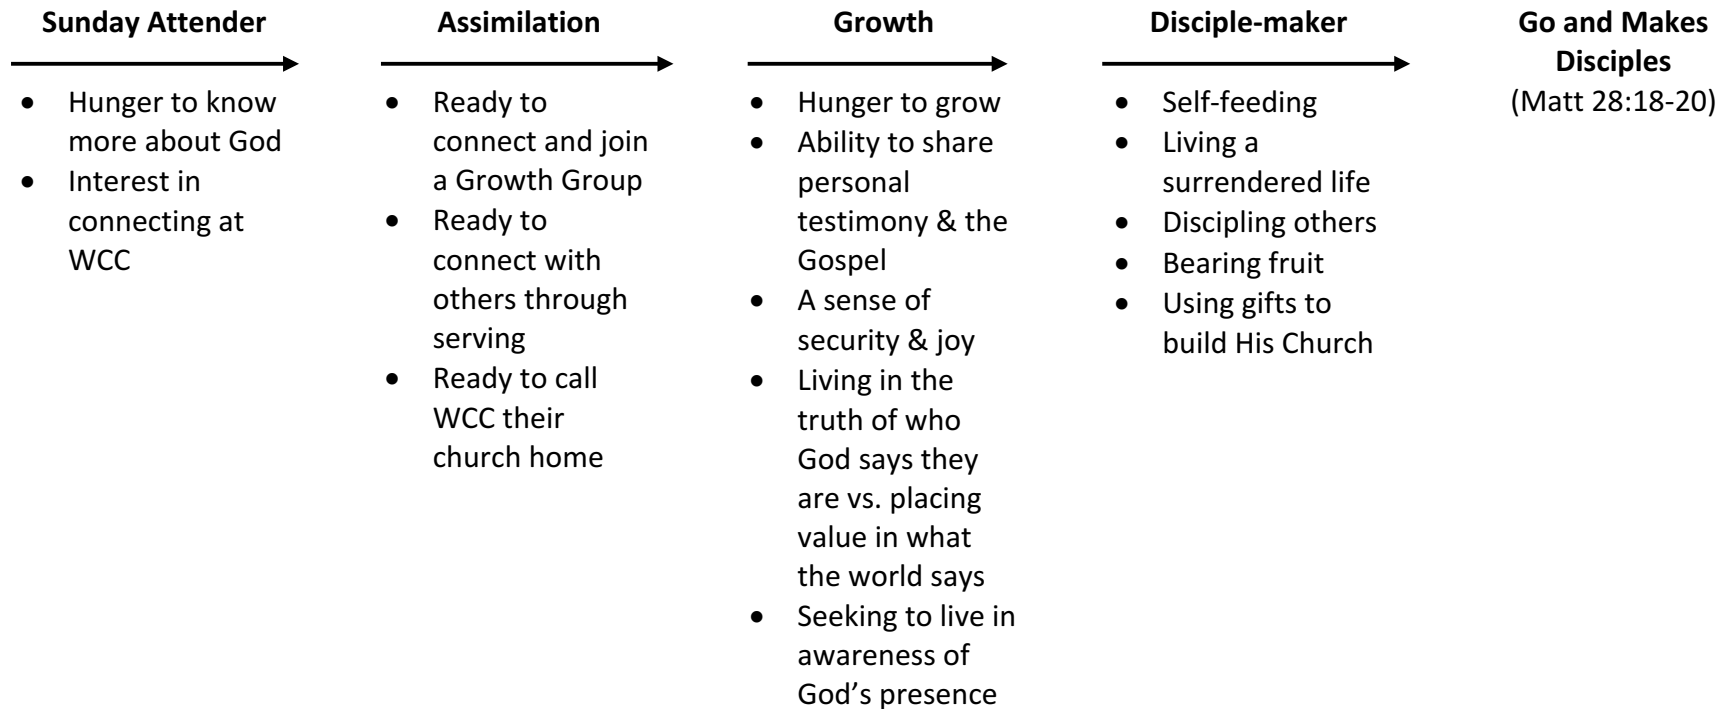 Sunday Attender
• Hunger to know
more about God
• Interest in
connecting at
WCC
Assimilation
• Ready to
connect and join
a Growth Group
• Ready to
connect with
others through
serving
• Ready to call
WCC their
church home
Growth
• Hunger to grow
• Ability to share
personal
testimony & the
Gospel
• A sense of
security & joy
• Living in the
truth of who
God says they
are vs. placing
value in what
the world says
• Seeking to live in
awareness of
God’s presence
Disciple-maker
• Self-feeding
• Living a
surrendered life
• Discipling others
• Bearing fruit
• Using gifts to
build His Church
Go and Makes
Disciples
(Matt 28:18-20)